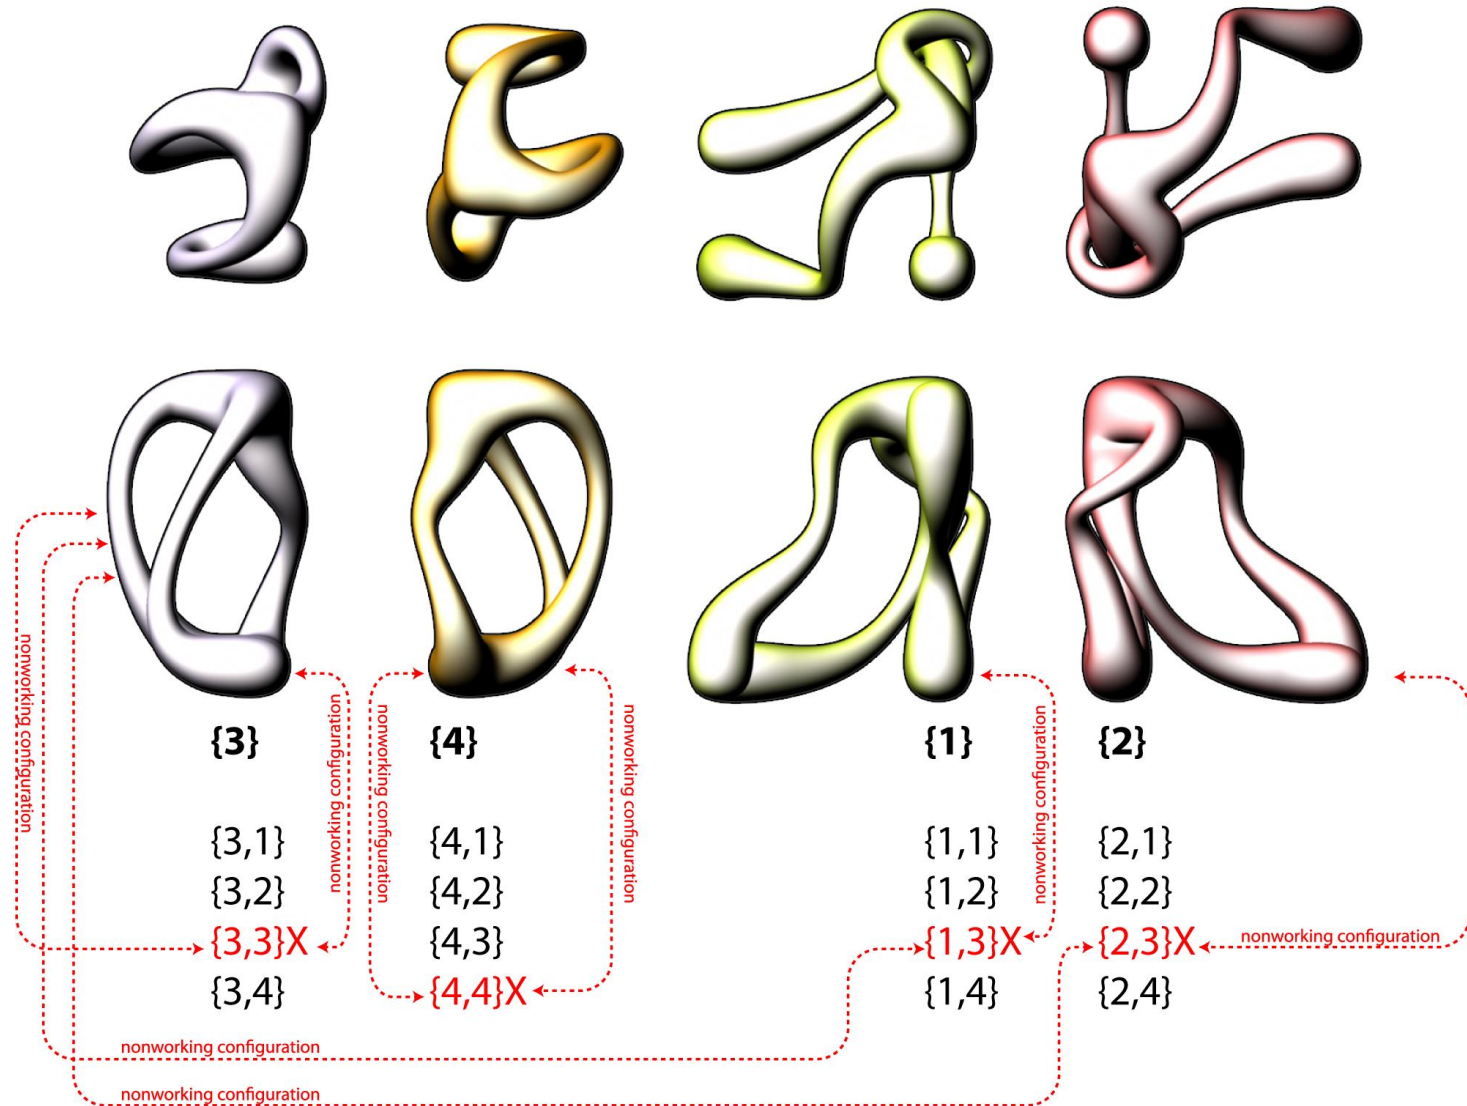 {3}
{4}
{1}
{2}
nonworking configuration
nonworking configuration
nonworking configuration
nonworking configuration
nonworking configuration
{3,1}
{4,1}
{1,1}
{2,1}
{3,2}
{4,2}
{1,2}
{2,2}
{3,3}X
{4,3}
{1,3}X
{2,3}X
nonworking configuration
{3,4}
{4,4}X
{1,4}
{2,4}
nonworking configuration
nonworking configuration